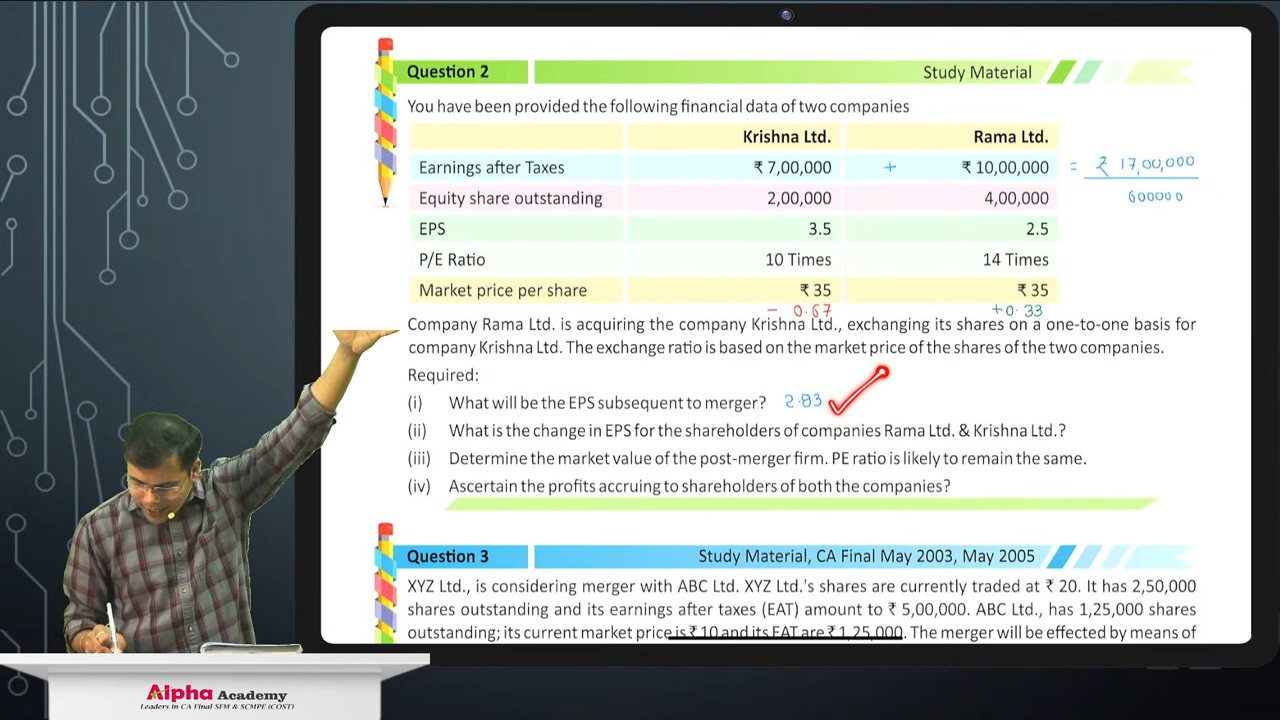 Question 2 Study Material
You have been provided the following financial data of two companies
Krishna Ltd. Rama Ltd.
Earnings after Taxes ₹ 7,00,000 + ₹ 10,00,000 = ₹ 17,00,000
Equity share outstanding 2,00,000 4,00,000 600000
EPS 3.5 2.5
P/E Ratio 10 Times 14 Times
Market price per share ₹ 35 ₹ 35
- 0.67 +0.33
Company Rama Ltd. is acquiring the company Krishna Ltd., exchanging its shares on a one-to-one basis for
company Krishna Ltd. The exchange ratio is based on the market price of the shares of the two companies.
Required:
(i) What will be the EPS subsequent to merger? 2.83
(ii) What is the change in EPS for the shareholders of companies Rama Ltd. & Krishna Ltd.?
(iii) Determine the market value of the post-merger firm. PE ratio is likely to remain the same.
(iv) Ascertain the profits accruing to shareholders of both the companies?
Question 3 Study Material, CA Final May 2003, May 2005
XYZ Ltd., is considering merger with ABC Ltd. XYZ Ltd.'s shares are currently traded at ₹ 20. It has 2,50,000
shares outstanding and its earnings after taxes (EAT) amount to ₹ 5,00,000. ABC Ltd., has 1,25,000 shares
outstanding; its current market price is ₹ 10 and its EAT are ₹ 1,25,000. The merger will be effected by means of
Alpha Academy
Leaders in CA Final SFM & SCMPE (COST)